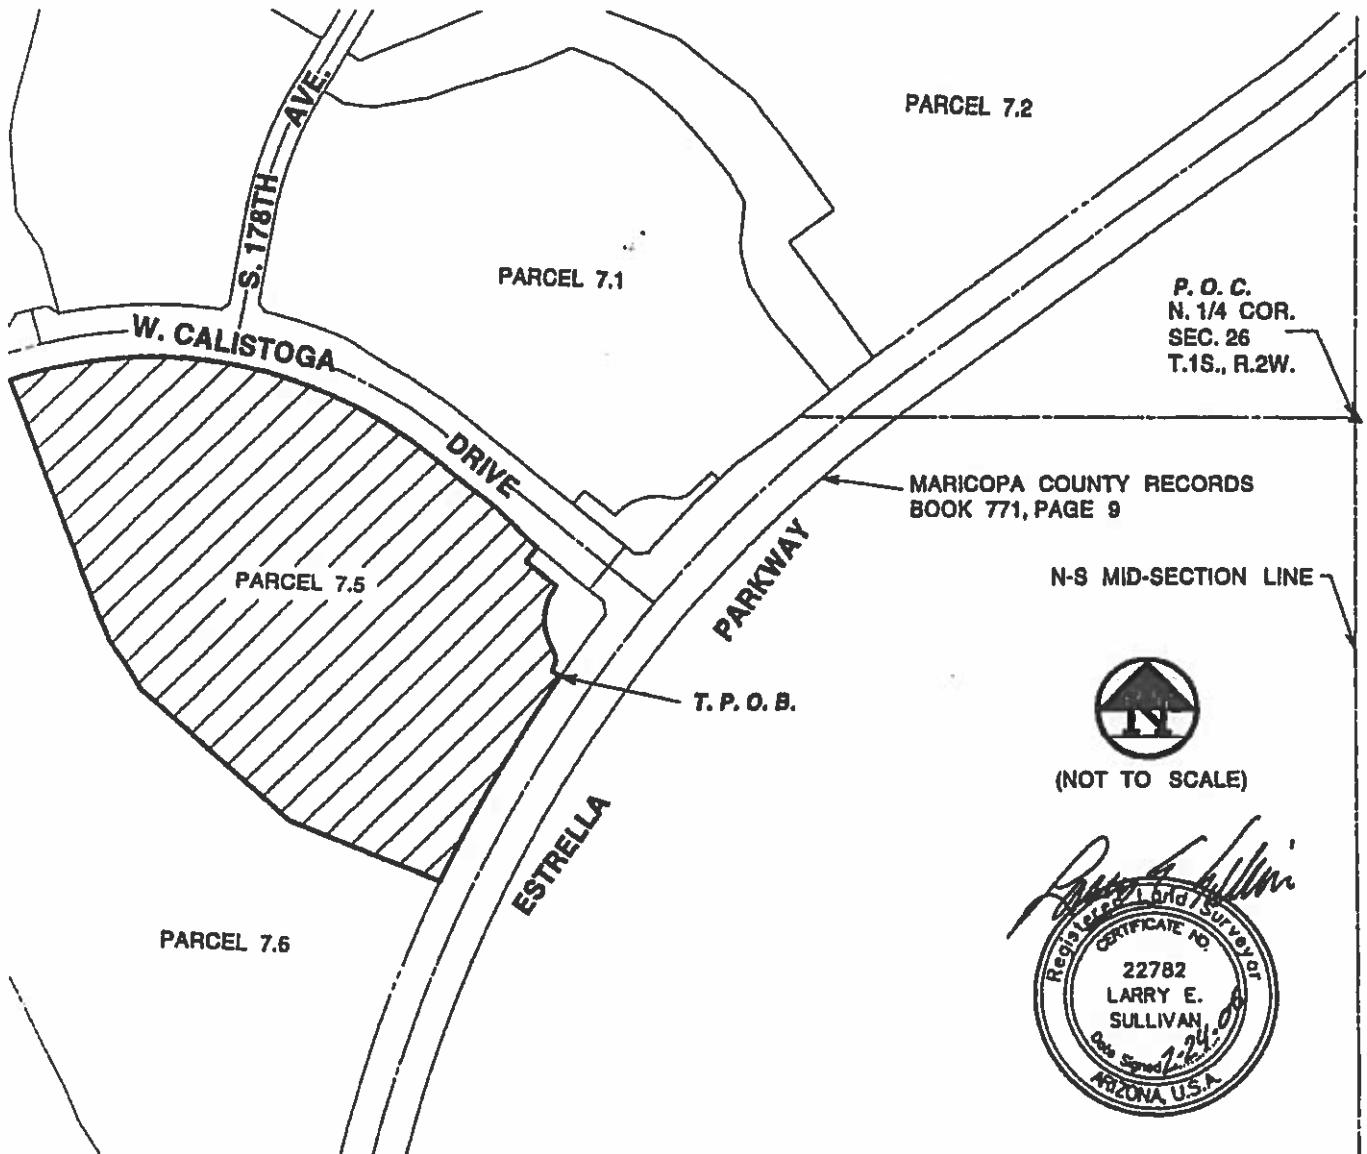 PARCEL 7.2
S. 178TH AVE.
PARCEL 7.1
P. O. C.
N. 1/4 COR.
SEC. 26
T.1S., R.2W.
W. CALISTOGA DRIVE
MARICOPA COUNTY RECORDS
BOOK 771, PAGE 9
N-S MID-SECTION LINE
PARCEL 7.5
ESTRELLA PARKWAY
T. P. O. B.
N
(NOT TO SCALE)
PARCEL 7.6
Registered Land Surveyor
CERTIFICATE NO.
22782
LARRY E.
SULLIVAN
Date Signed
ARIZONA, U.S.A.